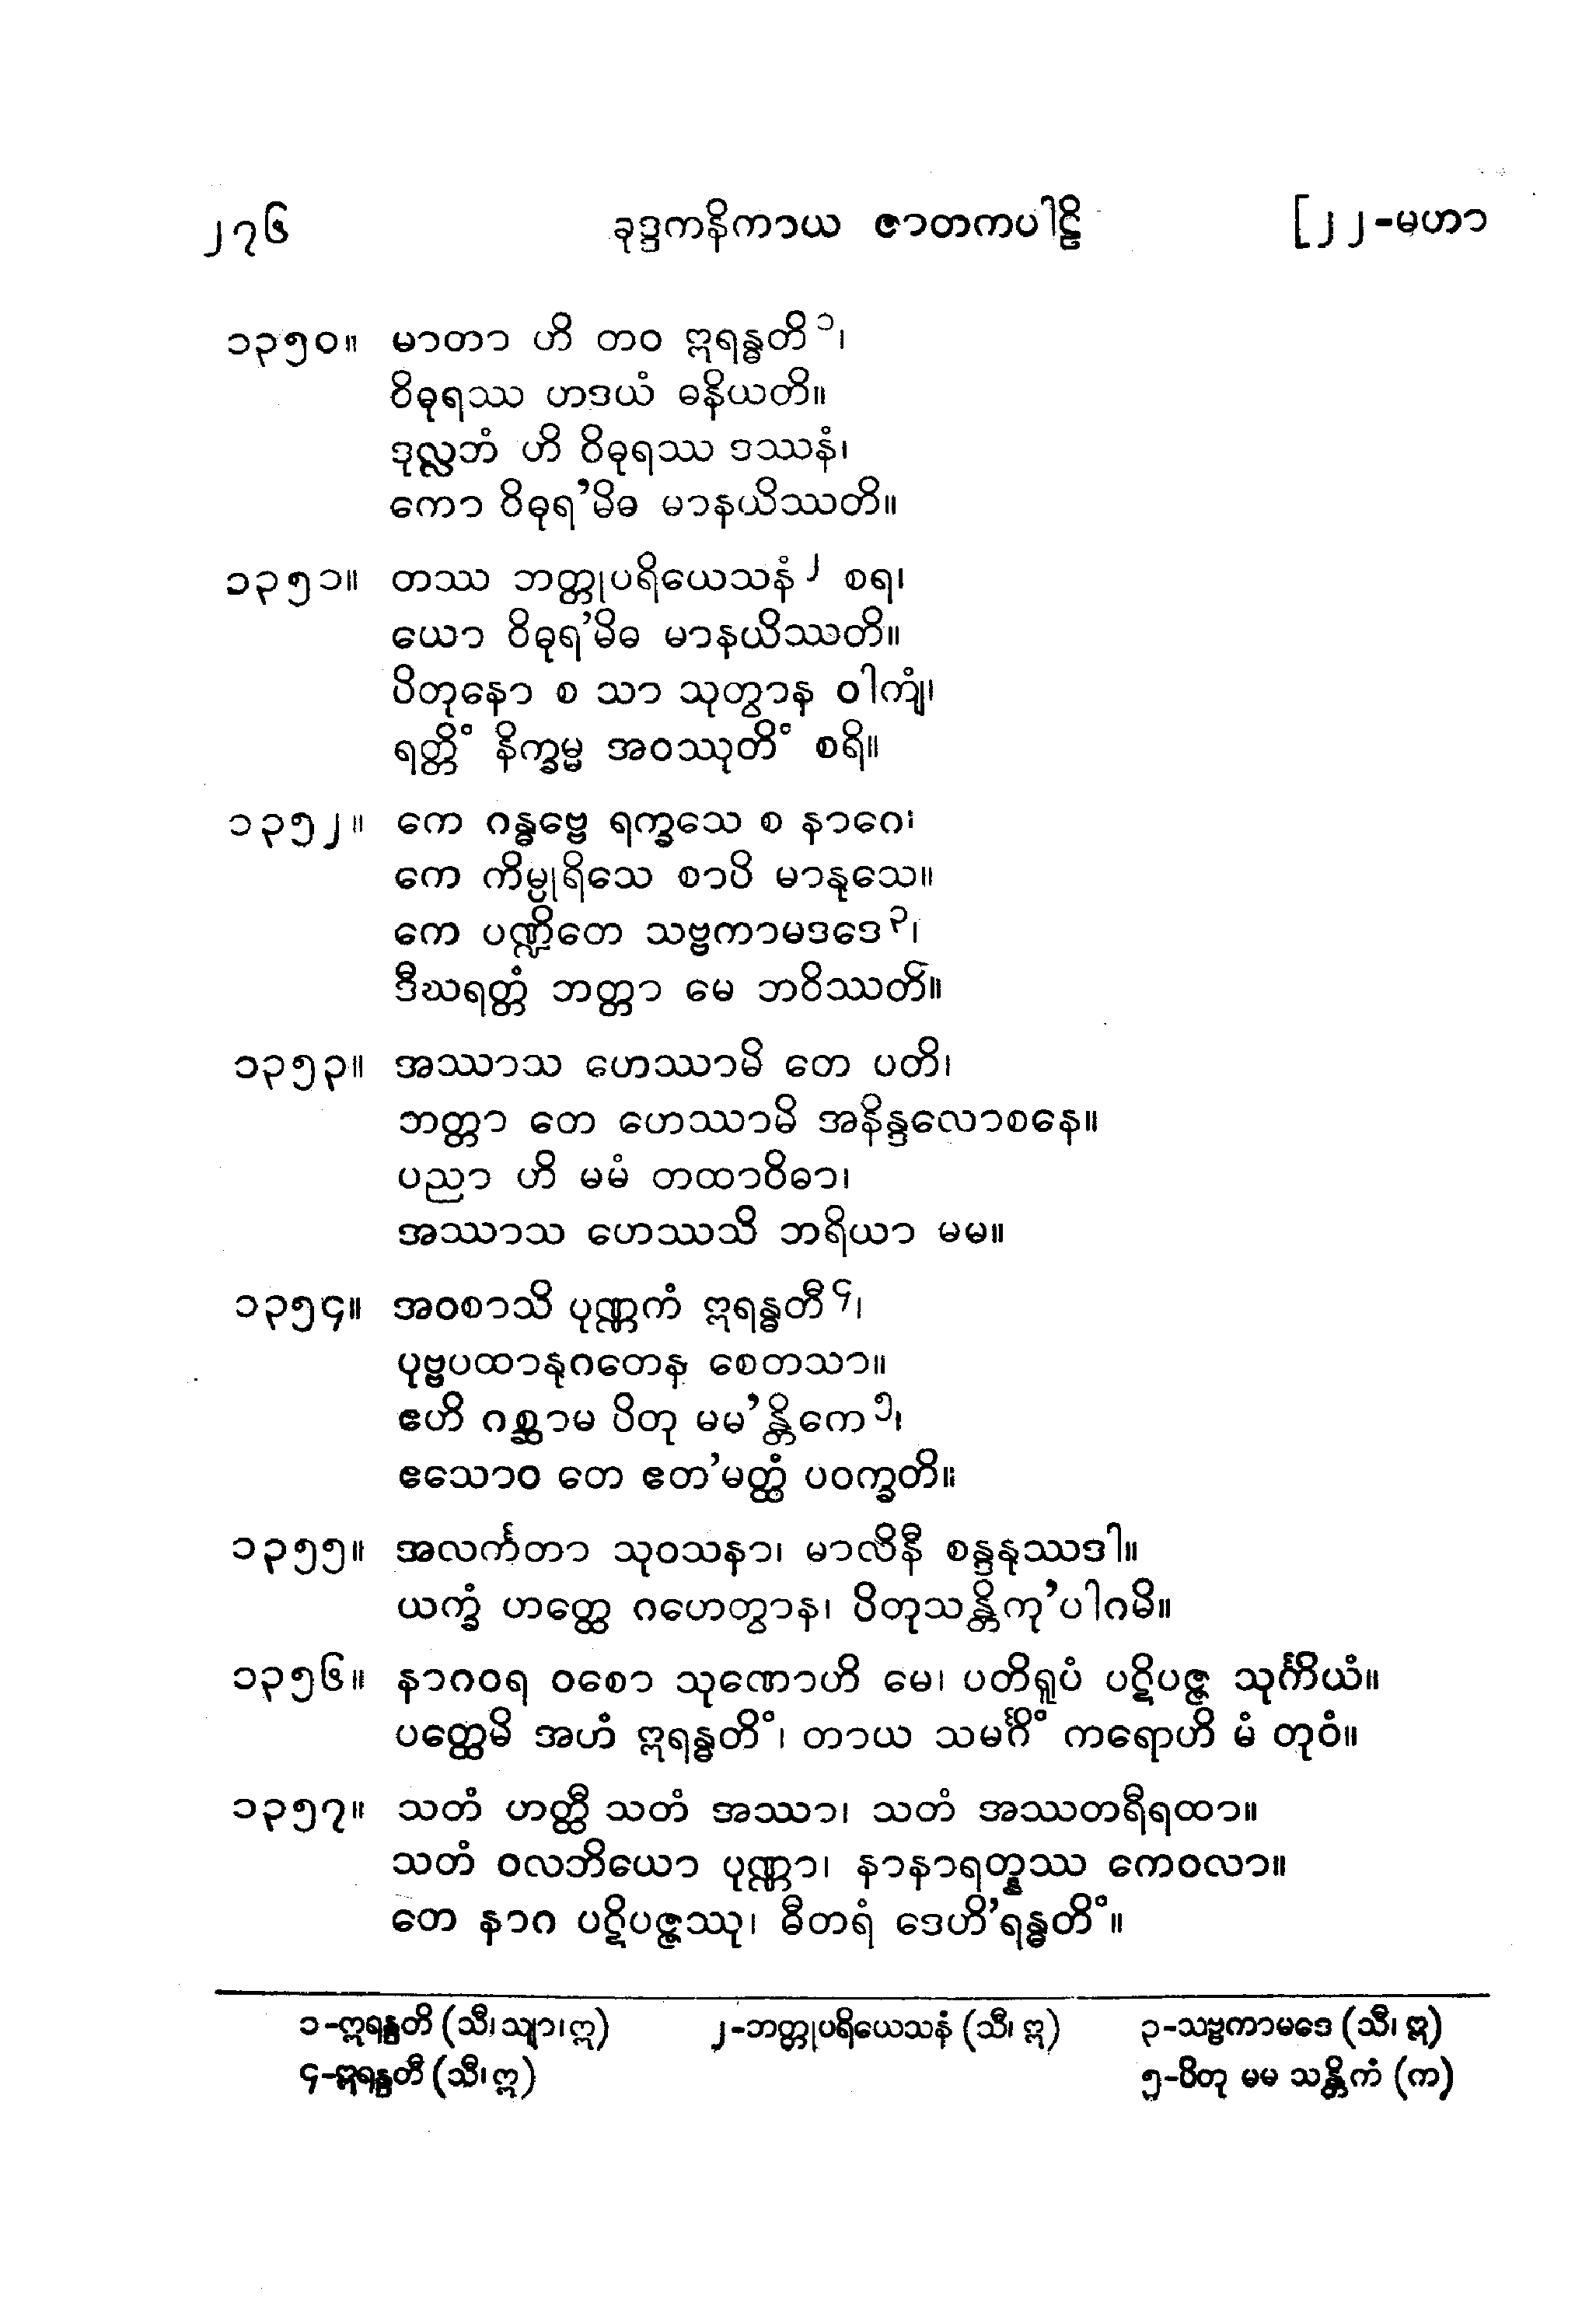 ၂၇၆ ခုဒ္ဒကနိကာယ ဇာတကပါဠိ [၂၂-မဟာ
၁၃၅၀။ မာတာ ဟိ တဝ ဣရန္ဓတိ ၁၊
ဝိဓုရဿ ဟဒယံ ဓနိယတိ။
ဒုလ္လဘံ ဟိ ဝိဓုရဿ ဒဿနံ၊
ကော ဝိဓုရ’မိဓ မာနယိဿတိ။
၁၃၅၁။ တဿ ဘတ္တုပရိယေသနံ ၂ စရ၊
ယော ဝိဓုရ’မိဓ မာနယိဿတိ။
ပိတုနော စ သာ သုတွာန ဝါကျံ၊
ရတ္တိံ နိက္ခမ္မ အဝဿုတိံ စရိ။
၁၃၅၂။ ကေ ဂန္ဓဗ္ဗေ ရက္ခသေ စ နာဂေ၊
ကေ ကိမ္ပုရိသေ စာပိ မာနုသေ။
ကေ ပဏ္ဍိတေ သဗ္ဗကာမဒဒေ ၃၊
ဒီဃရတ္တံ ဘတ္တာ မေ ဘဝိဿတိ။
၁၃၅၃။ အဿာသ ဟေဿာမိ တေ ပတိ၊
ဘတ္တာ တေ ဟေဿာမိ အနိန္ဒလောစနေ။
ပညာ ဟိ မမံ တထာဝိဓာ၊
အဿာသ ဟေဿသိ ဘရိယာ မမ။
၁၃၅၄။ အဝစာသိ ပုဏ္ဏကံ ဣရန္ဓတီ ၄၊
ပုဗ္ဗပထာနုဂတေန စေတသာ။
ဧဟိ ဂစ္ဆာမ ပိတု မမ’န္တိကေ ၅၊
ဧသောဝ တေ ဧတ’မတ္ထံ ပဝက္ခတိ။
၁၃၅၅။ အလင်္ကတာ သုဝသနာ၊ မာလိနီ စန္ဒနုဿဒါ။
ယက္ခံ ဟတ္ထေ ဂဟေတွာန၊ ပိတုသန္တိကု’ပါဂမိ။
၁၃၅၆။ နာဂဝရ ဝစော သုဏောဟိ မေ၊ ပတိရူပံ ပဋိပဇ္ဇ သုင်္ကိယံ။
ပတ္ထေမိ အဟံ ဣရန္ဓတိံ၊ တာယ သမင်္ဂိံ ကရောဟိ မံ တုဝံ။
၁၃၅၇။ သတံ ဟတ္ထီ သတံ အဿာ၊ သတံ အဿတရီရထာ။
သတံ ဝလဘိယော ပုဏ္ဏာ၊ နာနာရတ္နဿ ကေဝလာ။
တေ နာဂ ပဋိပဇ္ဇဿု၊ ဓီတရံ ဒေဟိ’ရန္ဓတိံ။
၁-ဣရန္ဒတိ (သီ၊ သျာ၊ ဣ) ၂-ဘတ္တုပရိယေသနံ (သီ၊ ဣ) ၃-သဗ္ဗကာမဒေ (သီ၊ ဣ)
၄-ဣရန္ဒတီ (သီ၊ ဣ) ၅-ပိတု မမ သန္တိကံ (က)